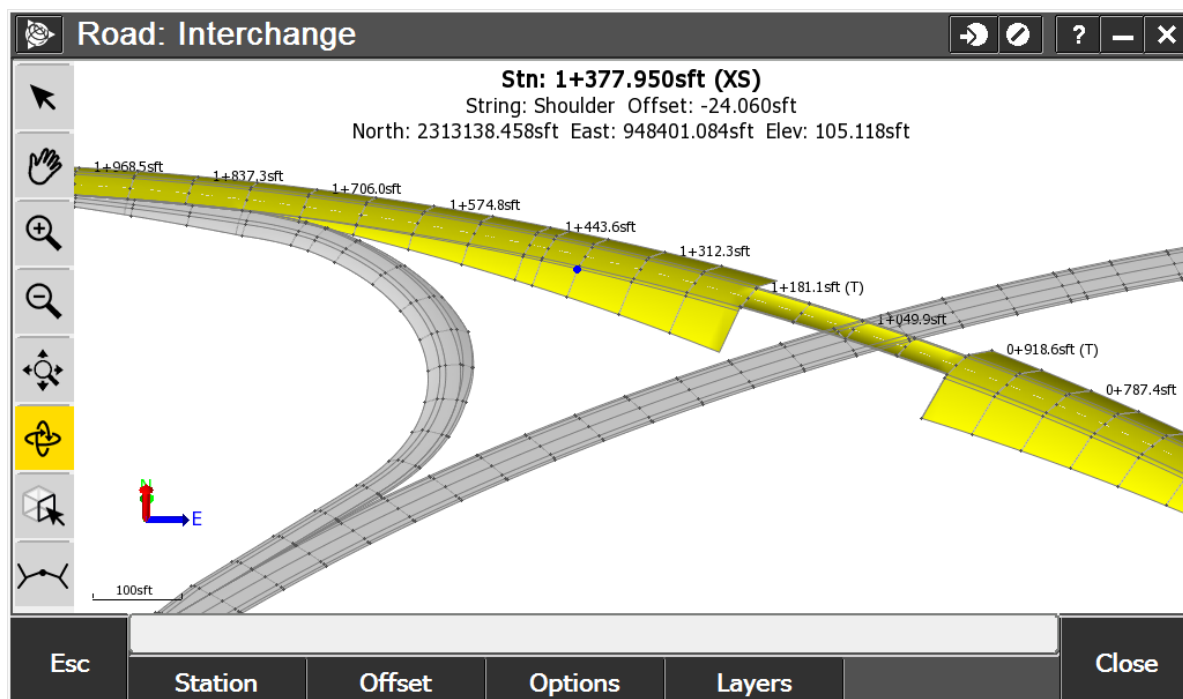 Road: Interchange
?
Stn: 1+377.950sft (XS)
String: Shoulder Offset: -24.060sft
North: 2313138.458sft East: 948401.084sft Elev: 105.118sft
1+968.5sft
1+837.3sft
1+706.0sft
1+574.8sft
1+443.6sft
1+312.3sft
1+181.1sft (T)
1+049.9sft
0+918.6sft (T)
0+787.4sft
N
E
100sft
Esc
Station
Offset
Options
Layers
Close